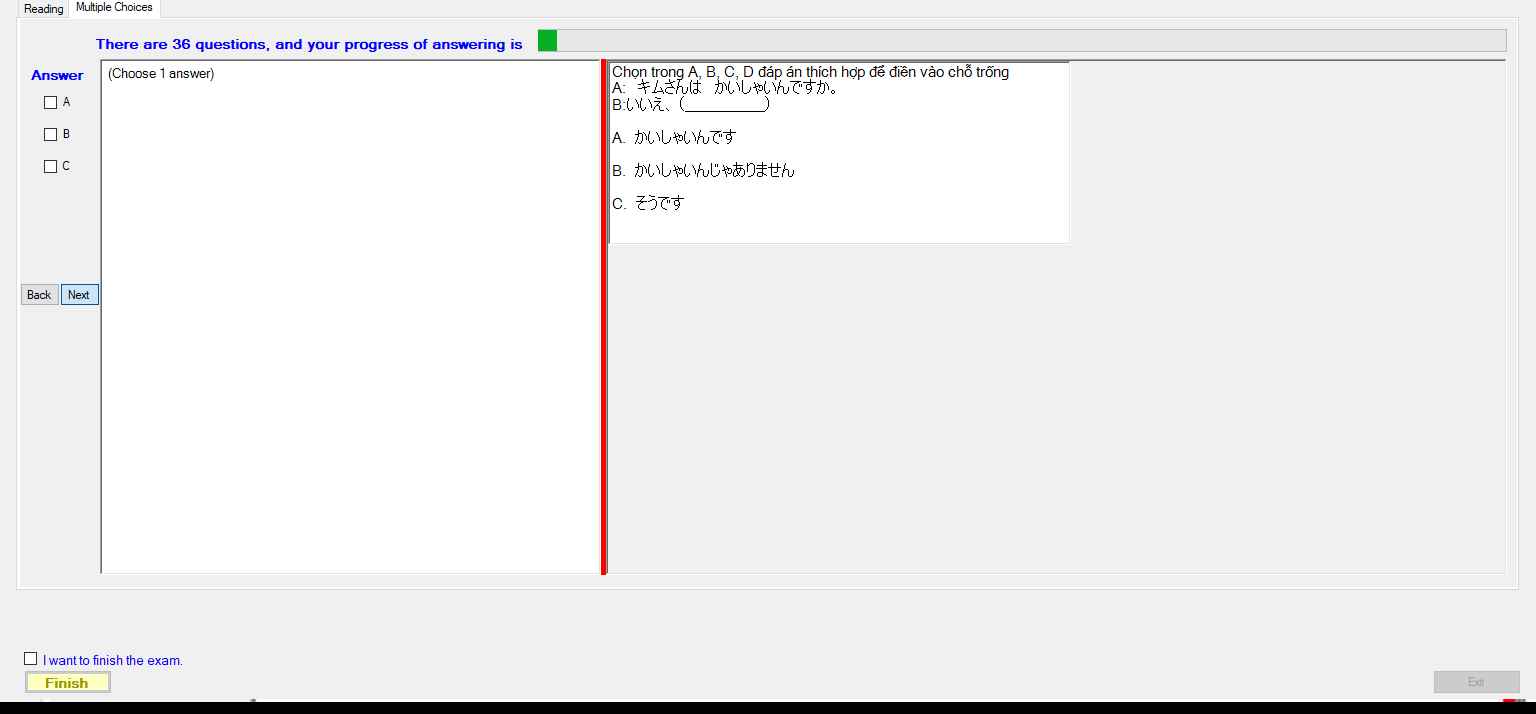 Reading Multiple Choices
There are 36 questions, and your progress of answering is
Answer
A
B
C
Back Next
(Choose 1 answer)
Chọn trong A, B, C, D đáp án thích hợp để điền vào chỗ trống
A: キムさんは かいしゃいんですか。
B:いいえ、(__________)
A. かいしゃいんです
B. かいしゃいんじゃありません
C. そうです
I want to finish the exam.
Finish
Exit